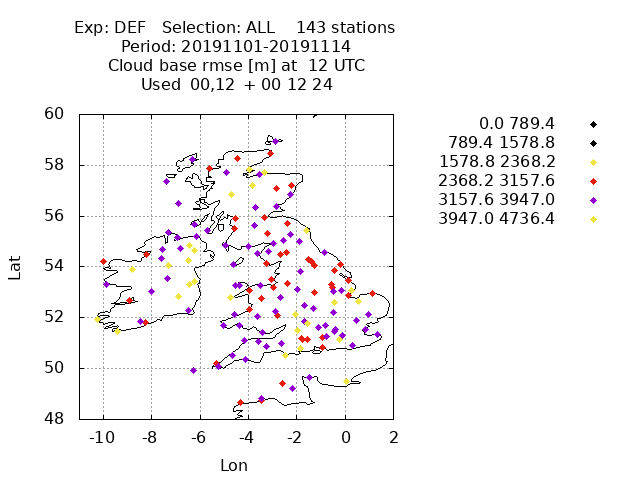 Exp: DEF   Selection: ALL    143 stations
Period: 20191101-20191114
Cloud base rmse [m] at  12 UTC
Used  00,12  + 00 12 24
0.0 789.4
789.4 1578.8
1578.8 2368.2
2368.2 3157.6
3157.6 3947.0
3947.0 4736.4
60
58
56
54
52
50
48
Lat
-10 -8 -6 -4 -2 0 2
Lon